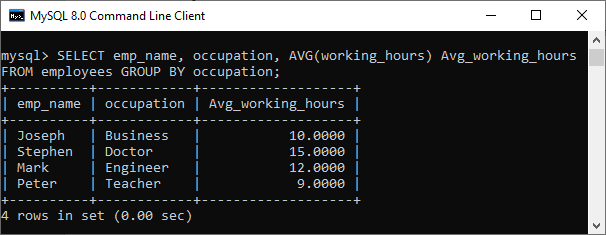 MySQL 8.0 Command Line Client
mysql> SELECT emp_name, occupation, AVG(working_hours) Avg_working_hours
FROM employees GROUP BY occupation;
+----------+------------+-------------------+
| emp_name | occupation | Avg_working_hours |
+----------+------------+-------------------+
| Joseph   | Business   |           10.0000 |
| Stephen  | Doctor     |           15.0000 |
| Mark     | Engineer   |           12.0000 |
| Peter    | Teacher    |            9.0000 |
+----------+------------+-------------------+
4 rows in set (0.00 sec)